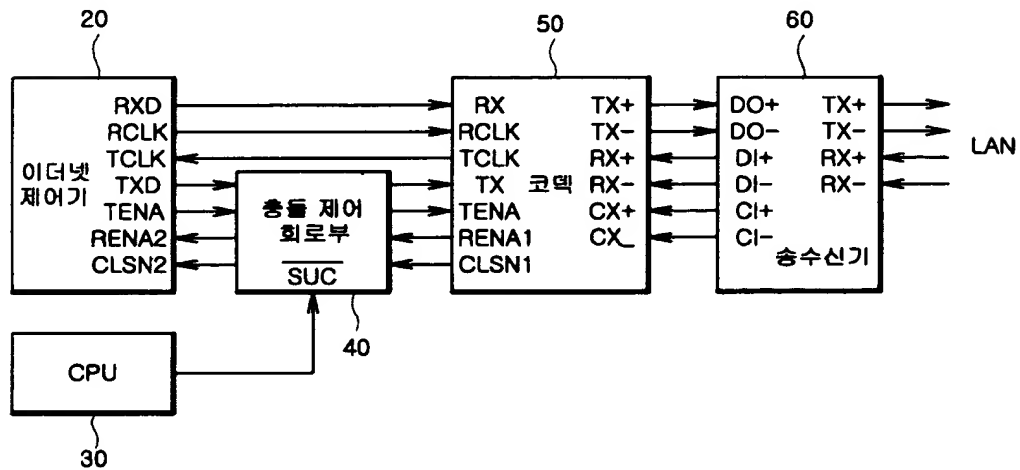 20
50
60
RXD
RCLK
TCLK
TXD
TENA
RENA2
CLSN2
이더넷
제어기
충돌 제어
회로부
SUC
40
RX
RCLK
TCLK
TX
TENA
RENA1
CLSN1
코덱
TX+
TX-
RX+
RX-
CX+
CX_
DO+
DO-
DI+
DI-
CI+
CI-
TX+
TX-
RX+
RX-
송수신기
LAN
CPU
30